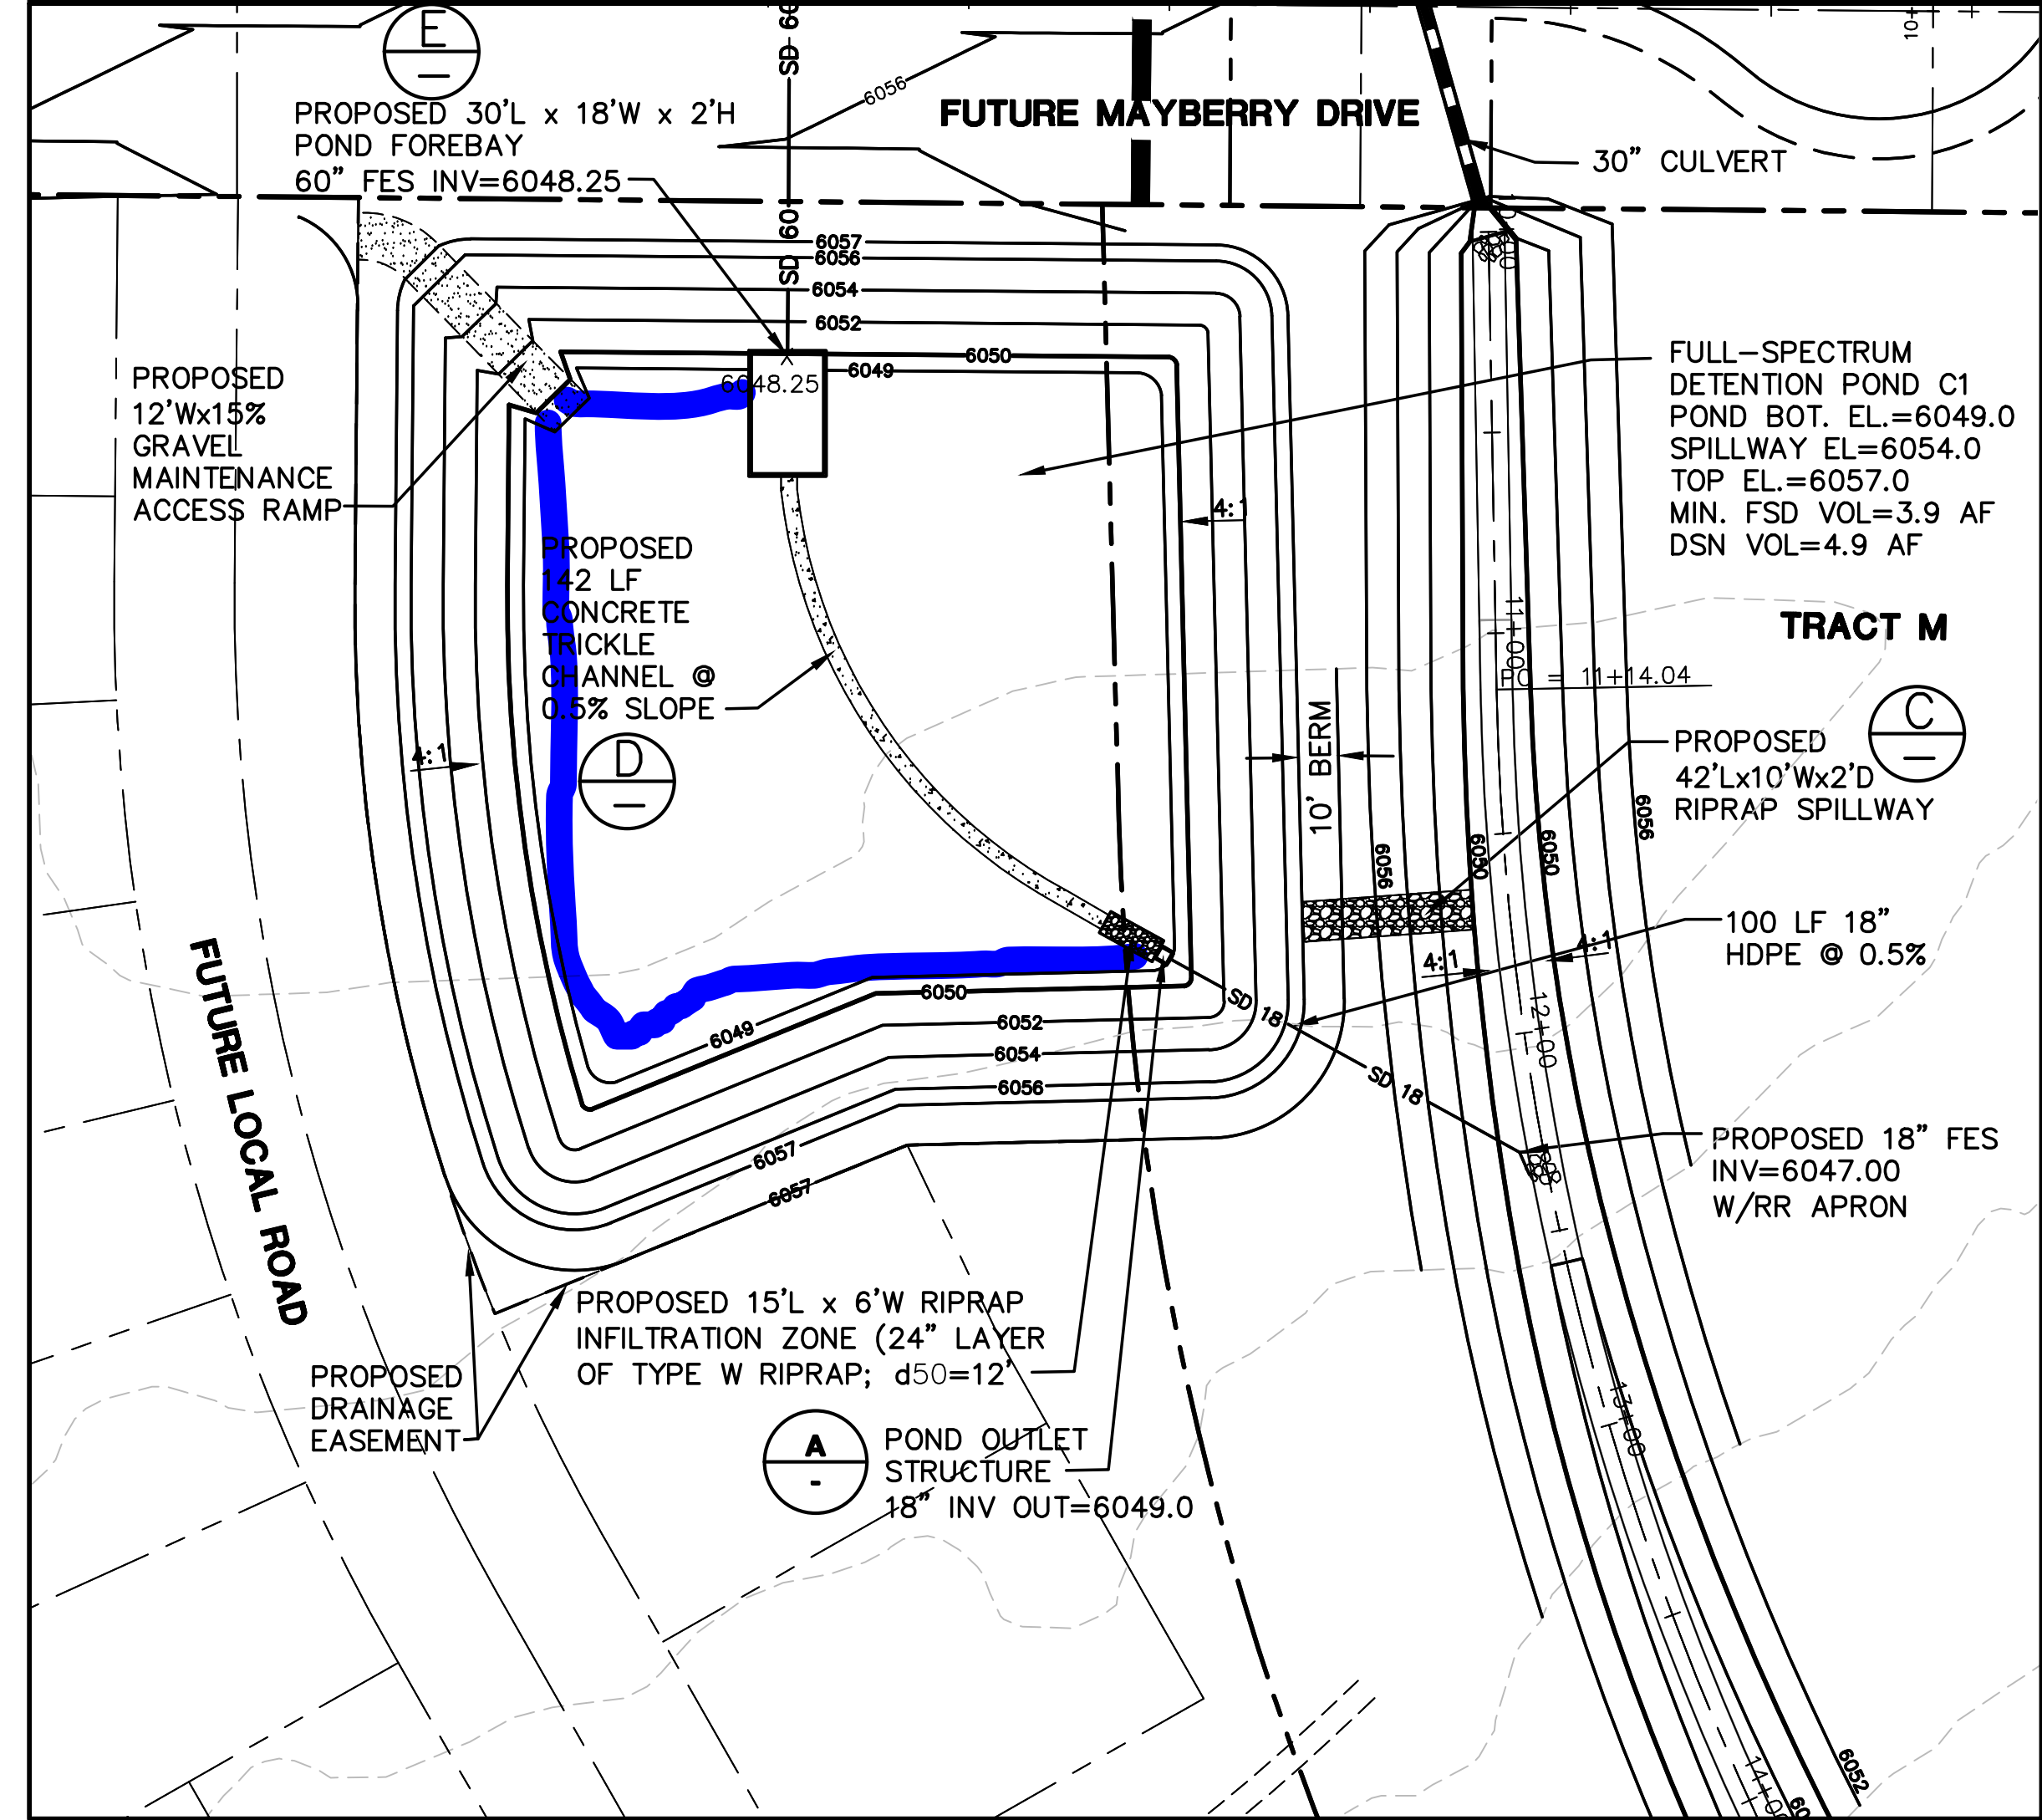 E
—
SD 60
10+
PROPOSED 30'L x 18'W x 2'H
POND FOREBAY
60" FES INV=6048.25
6056
FUTURE MAYBERRY DRIVE
30" CULVERT
SD 60
6057
6056
6054
6052
6050
6049
6048.25
PROPOSED
12'Wx15%
GRAVEL
MAINTENANCE
ACCESS RAMP
FULL-SPECTRUM
DETENTION POND C1
POND BOT. EL.=6049.0
SPILLWAY EL=6054.0
TOP EL.=6057.0
MIN. FSD VOL=3.9 AF
DSN VOL=4.9 AF
4:1
PROPOSED
142 LF
CONCRETE
TRICKLE
CHANNEL @
0.5% SLOPE
TRACT M
11+00
PC = 11+14.04
C
—
D
—
4:1
10' BERM
PROPOSED
42'Lx10'Wx2'D
RIPRAP SPILLWAY
6056
6050
6050
6056
100 LF 18"
HDPE @ 0.5%
4:1
4:1
FUTURE LOCAL ROAD
6049
6050
6052
6054
6056
6057
6057
SD 18
SD 18
12+00
PROPOSED 18" FES
INV=6047.00
W/RR APRON
PROPOSED 15'L x 6'W RIPRAP
INFILTRATION ZONE (24" LAYER
OF TYPE W RIPRAP; d50=12'
PROPOSED
DRAINAGE
EASEMENT
A
-
POND OUTLET
STRUCTURE
18" INV OUT=6049.0
13+00
14+00
6052